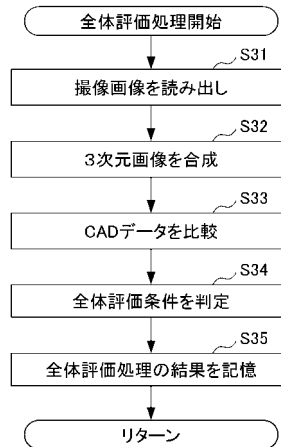 全体評価処理開始
S31
撮像画像を読み出し
S32
3次元画像を合成
S33
CADデータを比較
S34
全体評価条件を判定
S35
全体評価処理の結果を記憶
リターン